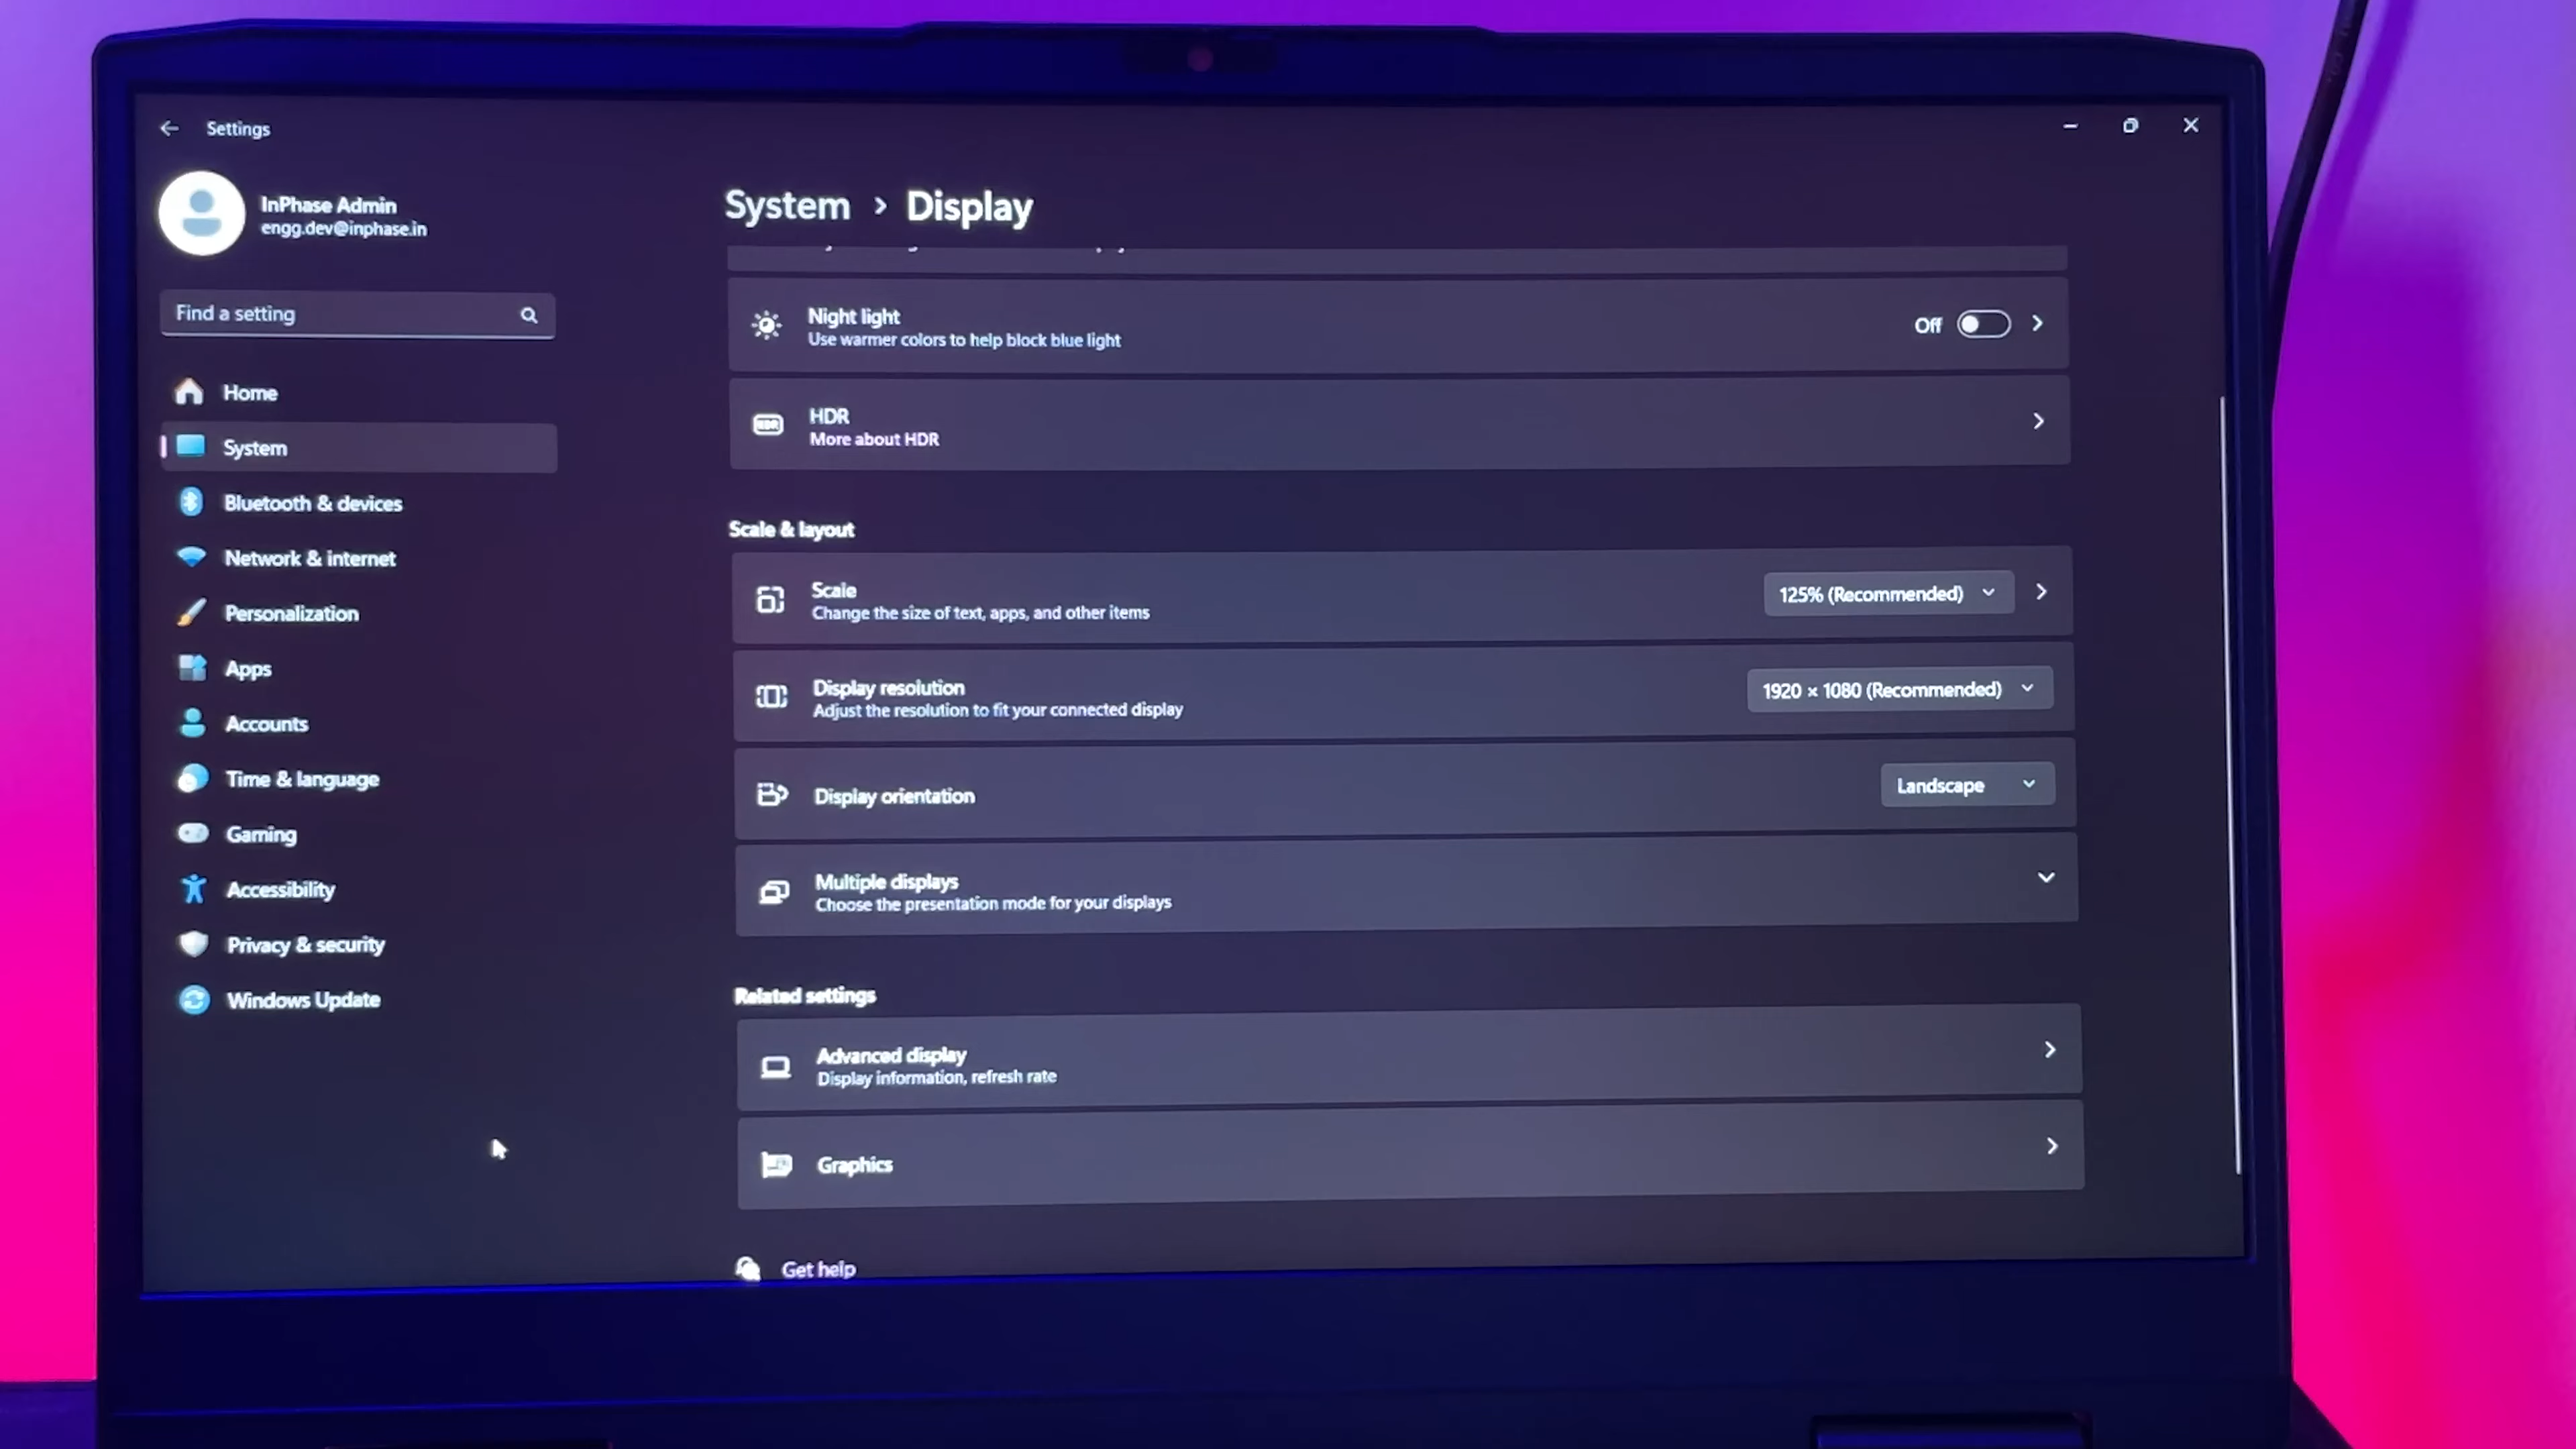 Settings
InPhase Admin
engg.dev@inphase.in
Find a setting
Home
System
Bluetooth & devices
Network & internet
Personalization
Apps
Accounts
Time & language
Gaming
Accessibility
Privacy & security
Windows Update
System > Display
Night light
Use warmer colors to help block blue light
Off
HDR
More about HDR
Scale & layout
Scale
Change the size of text, apps, and other items
125% (Recommended)
Display resolution
Adjust the resolution to fit your connected display
1920 × 1080 (Recommended)
Display orientation
Landscape
Multiple displays
Choose the presentation mode for your displays
Related settings
Advanced display
Display information, refresh rate
Graphics
Get help